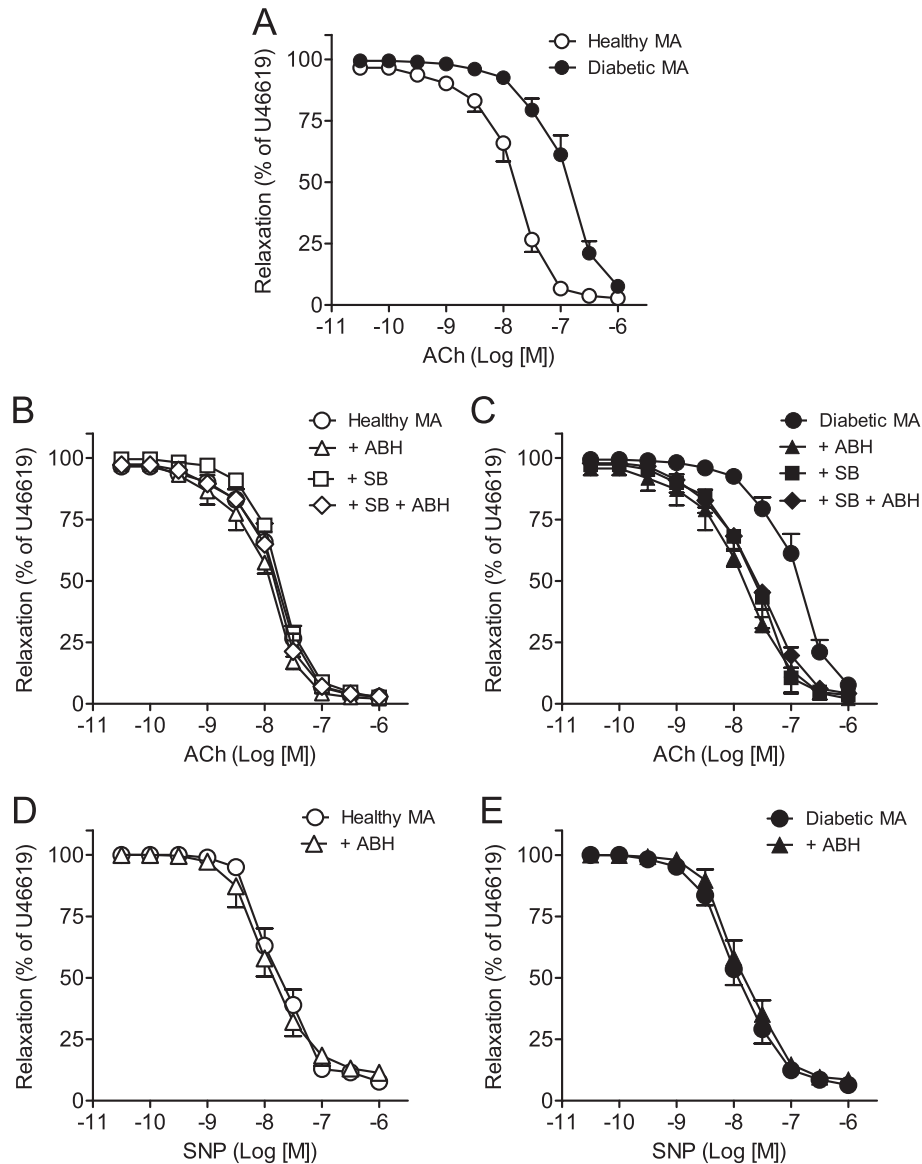 A
Healthy MA
Diabetic MA
Relaxation (% of U46619)
100
75
50
25
0
-11 -10 -9 -8 -7 -6
ACh (Log [M])
B
Healthy MA
+ ABH
+ SB
+ SB + ABH
Relaxation (% of U46619)
100
75
50
25
0
-11 -10 -9 -8 -7 -6
ACh (Log [M])
C
Diabetic MA
+ ABH
+ SB
+ SB + ABH
Relaxation (% of U46619)
100
75
50
25
0
-11 -10 -9 -8 -7 -6
ACh (Log [M])
D
Healthy MA
+ ABH
Relaxation (% of U46619)
100
75
50
25
0
-11 -10 -9 -8 -7 -6
SNP (Log [M])
E
Diabetic MA
+ ABH
Relaxation (% of U46619)
100
75
50
25
0
-11 -10 -9 -8 -7 -6
SNP (Log [M])